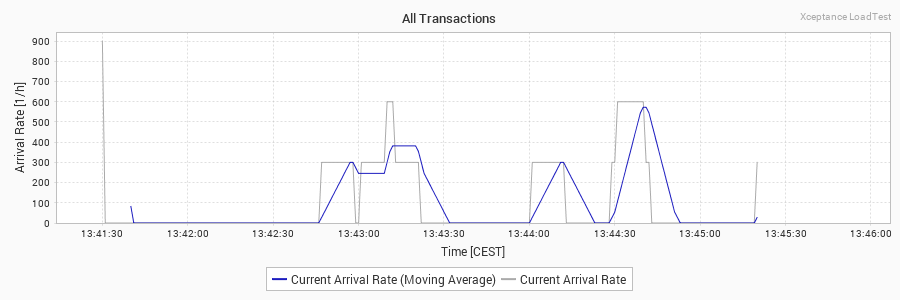 All Transactions
Xceptance LoadTest
Arrival Rate [1/h]
900
800
700
600
500
400
300
200
100
0
13:41:30 13:42:00 13:42:30 13:43:00 13:43:30 13:44:00 13:44:30 13:45:00 13:45:30 13:46:00
Time [CEST]
Current Arrival Rate (Moving Average) Current Arrival Rate